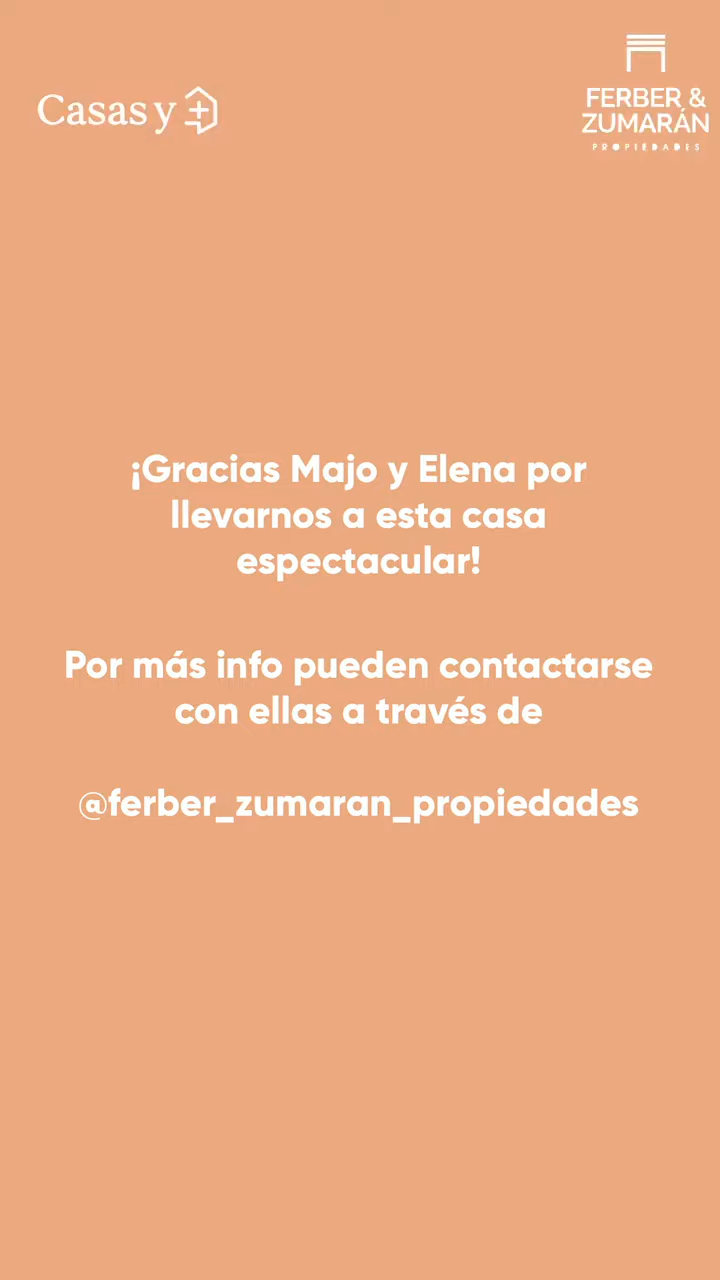 Casas y
FERBER &
ZUMARÁN
PROPIEDADES
¡Gracias Majo y Elena por
llevarnos a esta casa
espectacular!
Por más info pueden contactarse
con ellas a través de
@ferber_zumaran_propiedades